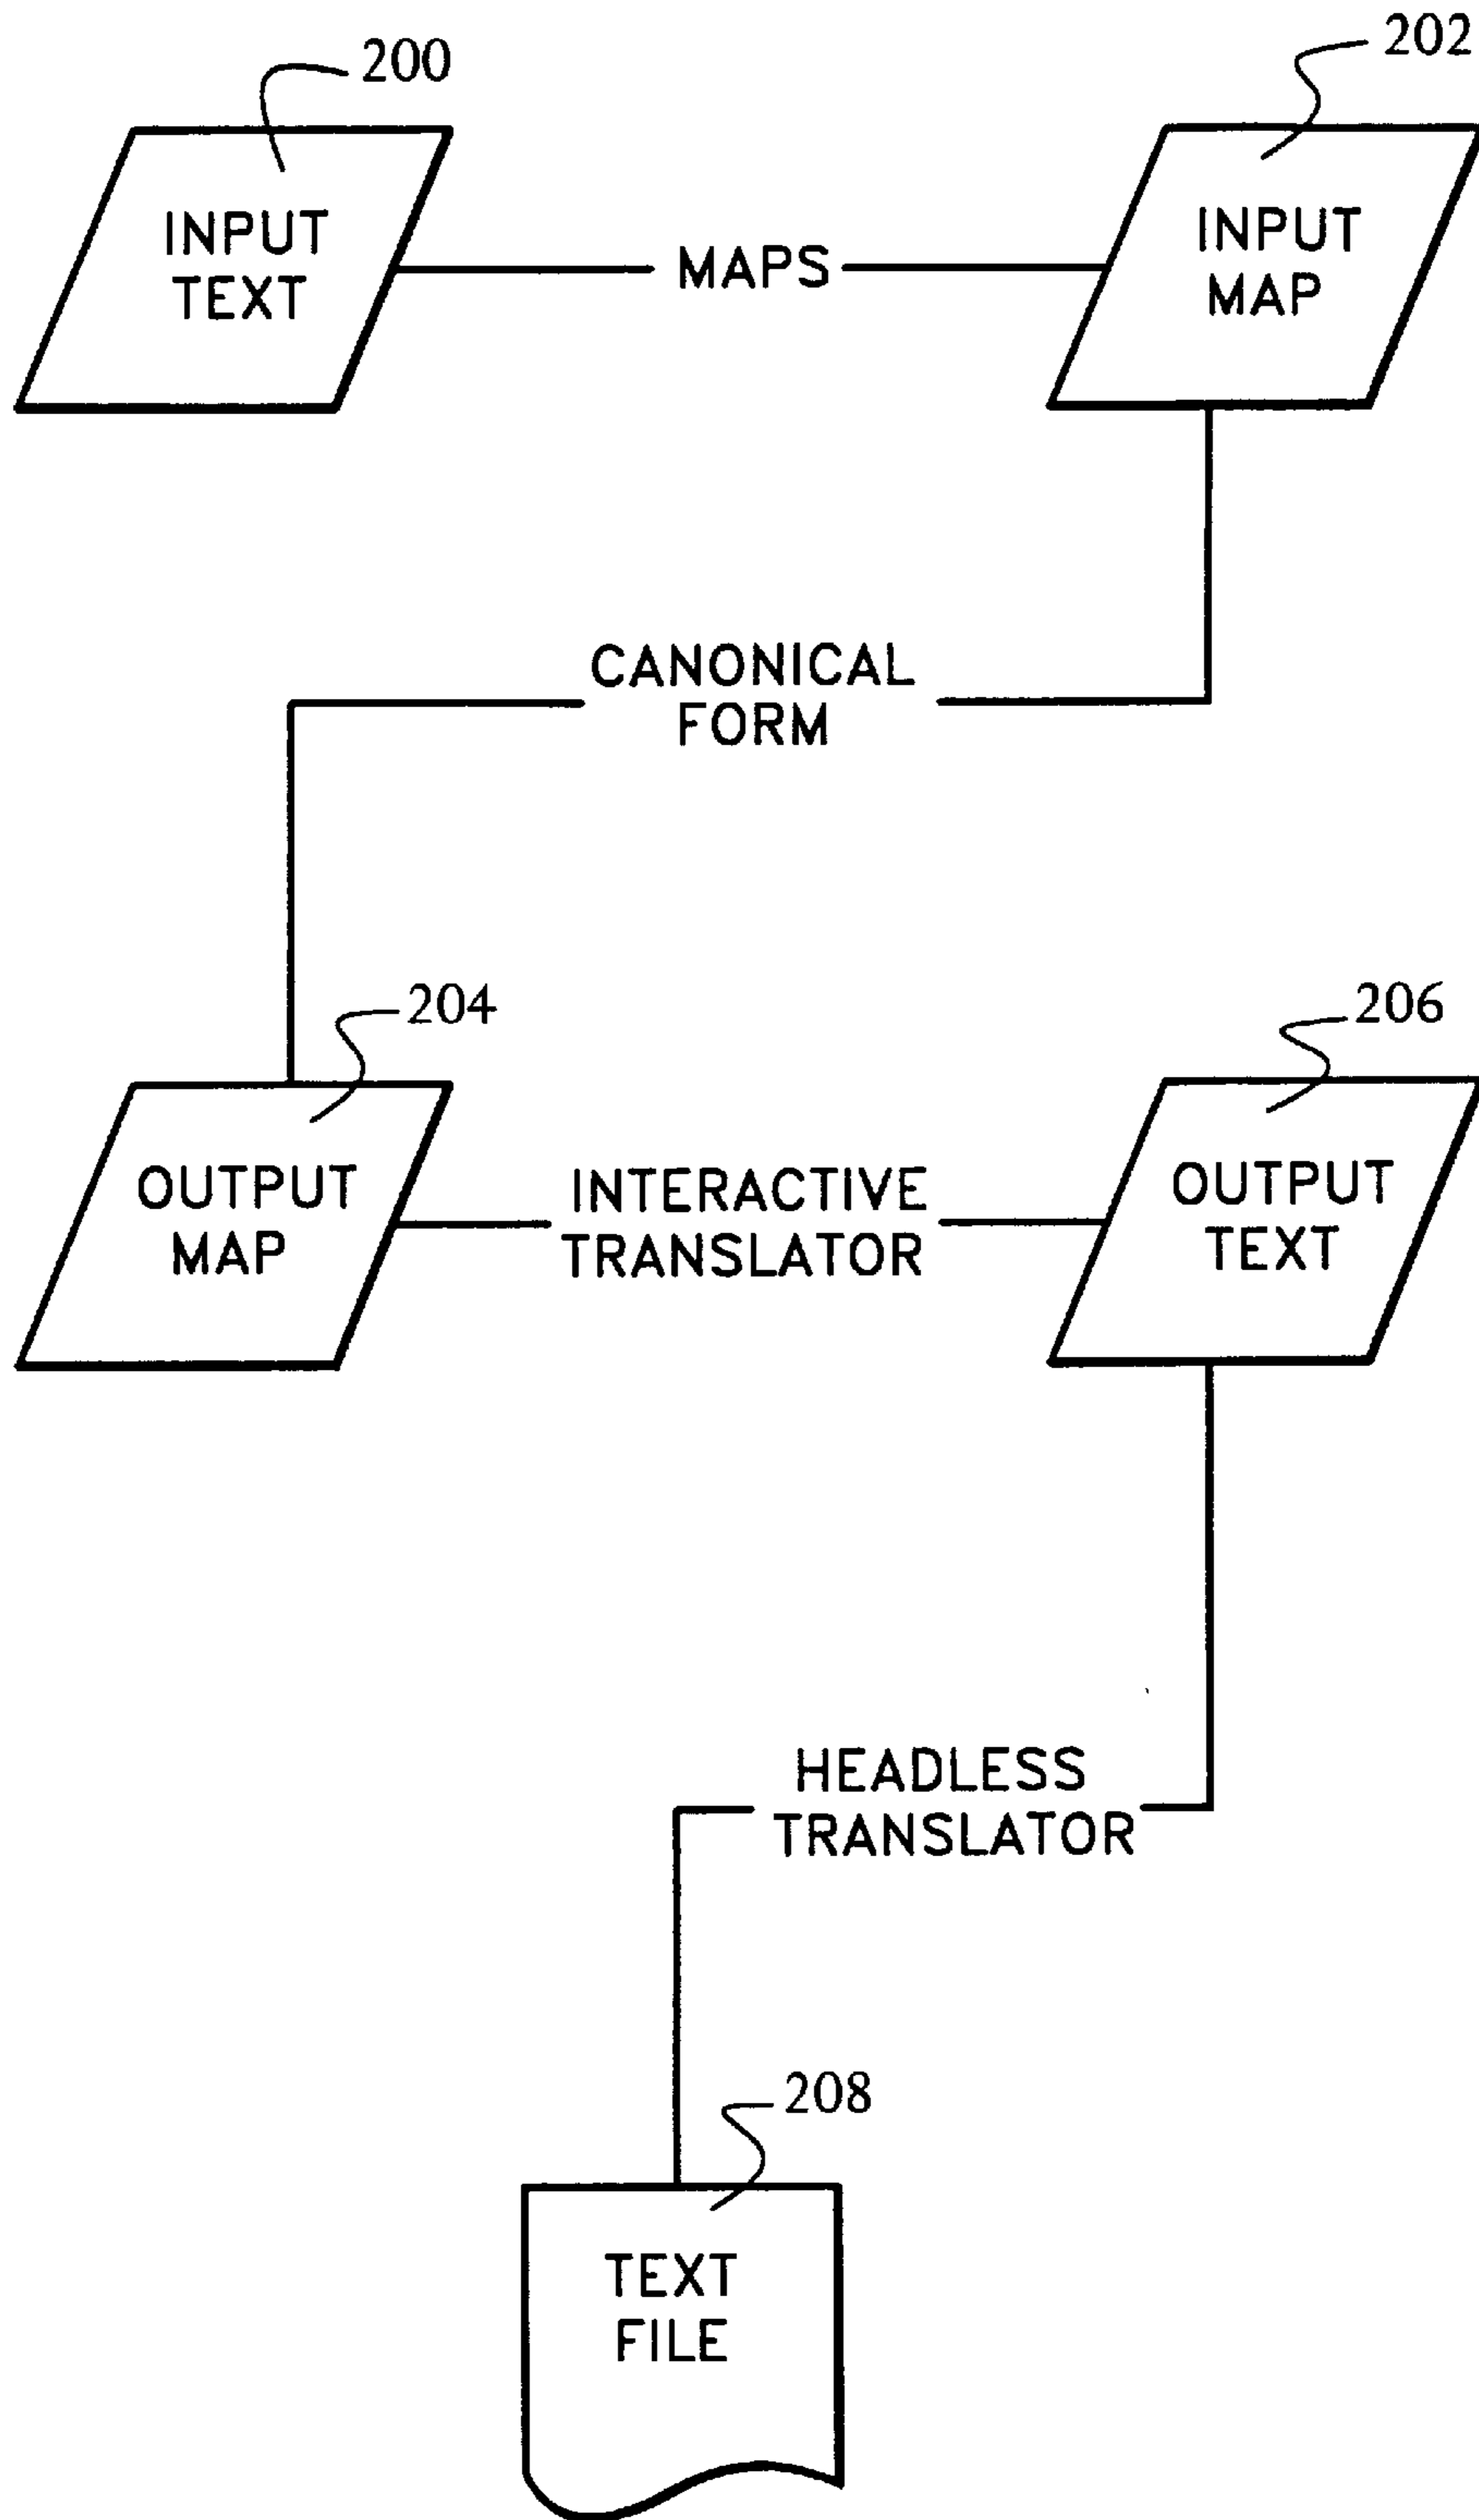 200
202
INPUT
TEXT
MAPS
INPUT
MAP
CANONICAL
FORM
204
206
OUTPUT
MAP
INTERACTIVE
TRANSLATOR
OUTPUT
TEXT
HEADLESS
TRANSLATOR
208
TEXT
FILE